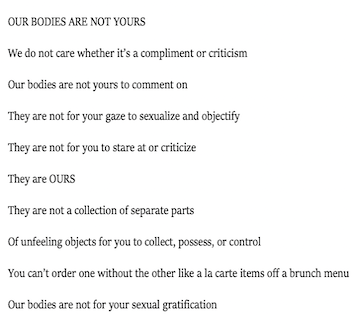 OUR BODIES ARE NOT YOURS
We do not care whether it’s a compliment or criticism
Our bodies are not yours to comment on
They are not for your gaze to sexualize and objectify
They are not for you to stare at or criticize
They are OURS
They are not a collection of separate parts
Of unfeeling objects for you to collect, possess, or control
You can’t order one without the other like a la carte items off a brunch menu
Our bodies are not for your sexual gratification